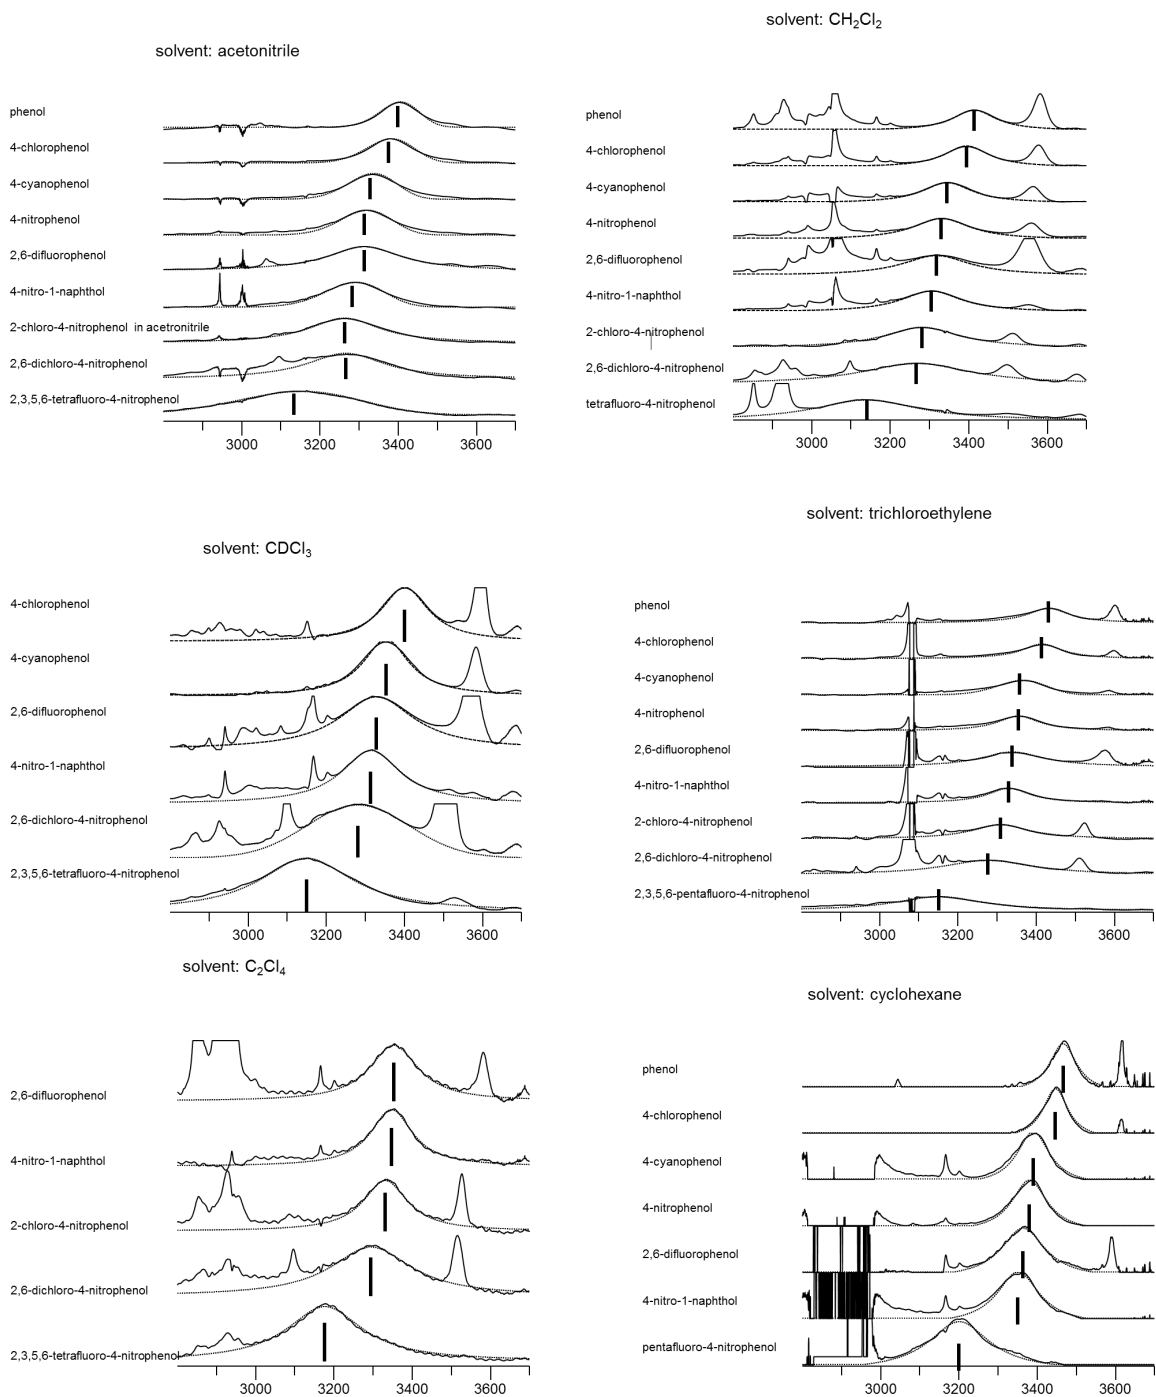 solvent: acetonitrile
phenol
4-chlorophenol
4-cyanophenol
4-nitrophenol
2,6-difluorophenol
4-nitro-1-naphthol
2-chloro-4-nitrophenol in acetronitrile
2,6-dichloro-4-nitrophenol
2,3,5,6-tetrafluoro-4-nitrophenol
3000 3200 3400 3600
solvent: CH2Cl2
phenol
4-chlorophenol
4-cyanophenol
4-nitrophenol
2,6-difluorophenol
4-nitro-1-naphthol
2-chloro-4-nitrophenol
2,6-dichloro-4-nitrophenol
tetrafluoro-4-nitrophenol
3000 3200 3400 3600
solvent: CDCl3
4-chlorophenol
4-cyanophenol
2,6-difluorophenol
4-nitro-1-naphthol
2,6-dichloro-4-nitrophenol
2,3,5,6-tetrafluoro-4-nitrophenol
3000 3200 3400 3600
solvent: trichloroethylene
phenol
4-chlorophenol
4-cyanophenol
4-nitrophenol
2,6-difluorophenol
4-nitro-1-naphthol
2-chloro-4-nitrophenol
2,6-dichloro-4-nitrophenol
2,3,5,6-pentafluoro-4-nitrophenol
3000 3200 3400 3600
solvent: C2Cl4
2,6-difluorophenol
4-nitro-1-naphthol
2-chloro-4-nitrophenol
2,6-dichloro-4-nitrophenol
2,3,5,6-tetrafluoro-4-nitrophenol
3000 3200 3400 3600
solvent: cyclohexane
phenol
4-chlorophenol
4-cyanophenol
4-nitrophenol
2,6-difluorophenol
4-nitro-1-naphthol
pentafluoro-4-nitrophenol
3000 3200 3400 3600